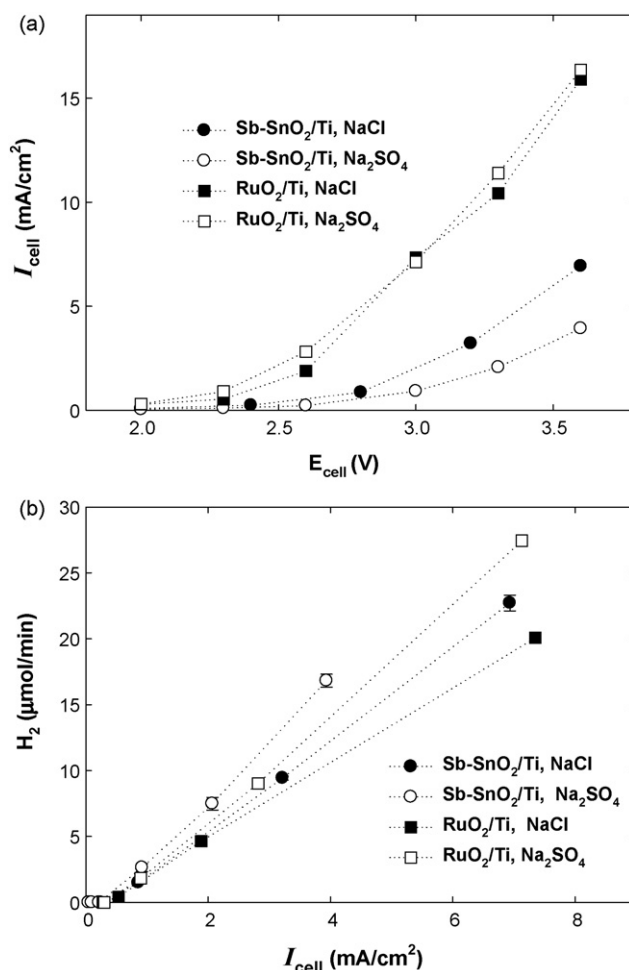 (a)
15
10
5
0
I_cell (mA/cm²)
Sb-SnO₂/Ti, NaCl
Sb-SnO₂/Ti, Na₂SO₄
RuO₂/Ti, NaCl
RuO₂/Ti, Na₂SO₄
2.0 2.5 3.0 3.5
E_cell (V)
(b)
30
25
20
15
10
5
0
H₂ (μmol/min)
Sb-SnO₂/Ti, NaCl
Sb-SnO₂/Ti, Na₂SO₄
RuO₂/Ti, NaCl
RuO₂/Ti, Na₂SO₄
0 2 4 6 8
I_cell (mA/cm²)